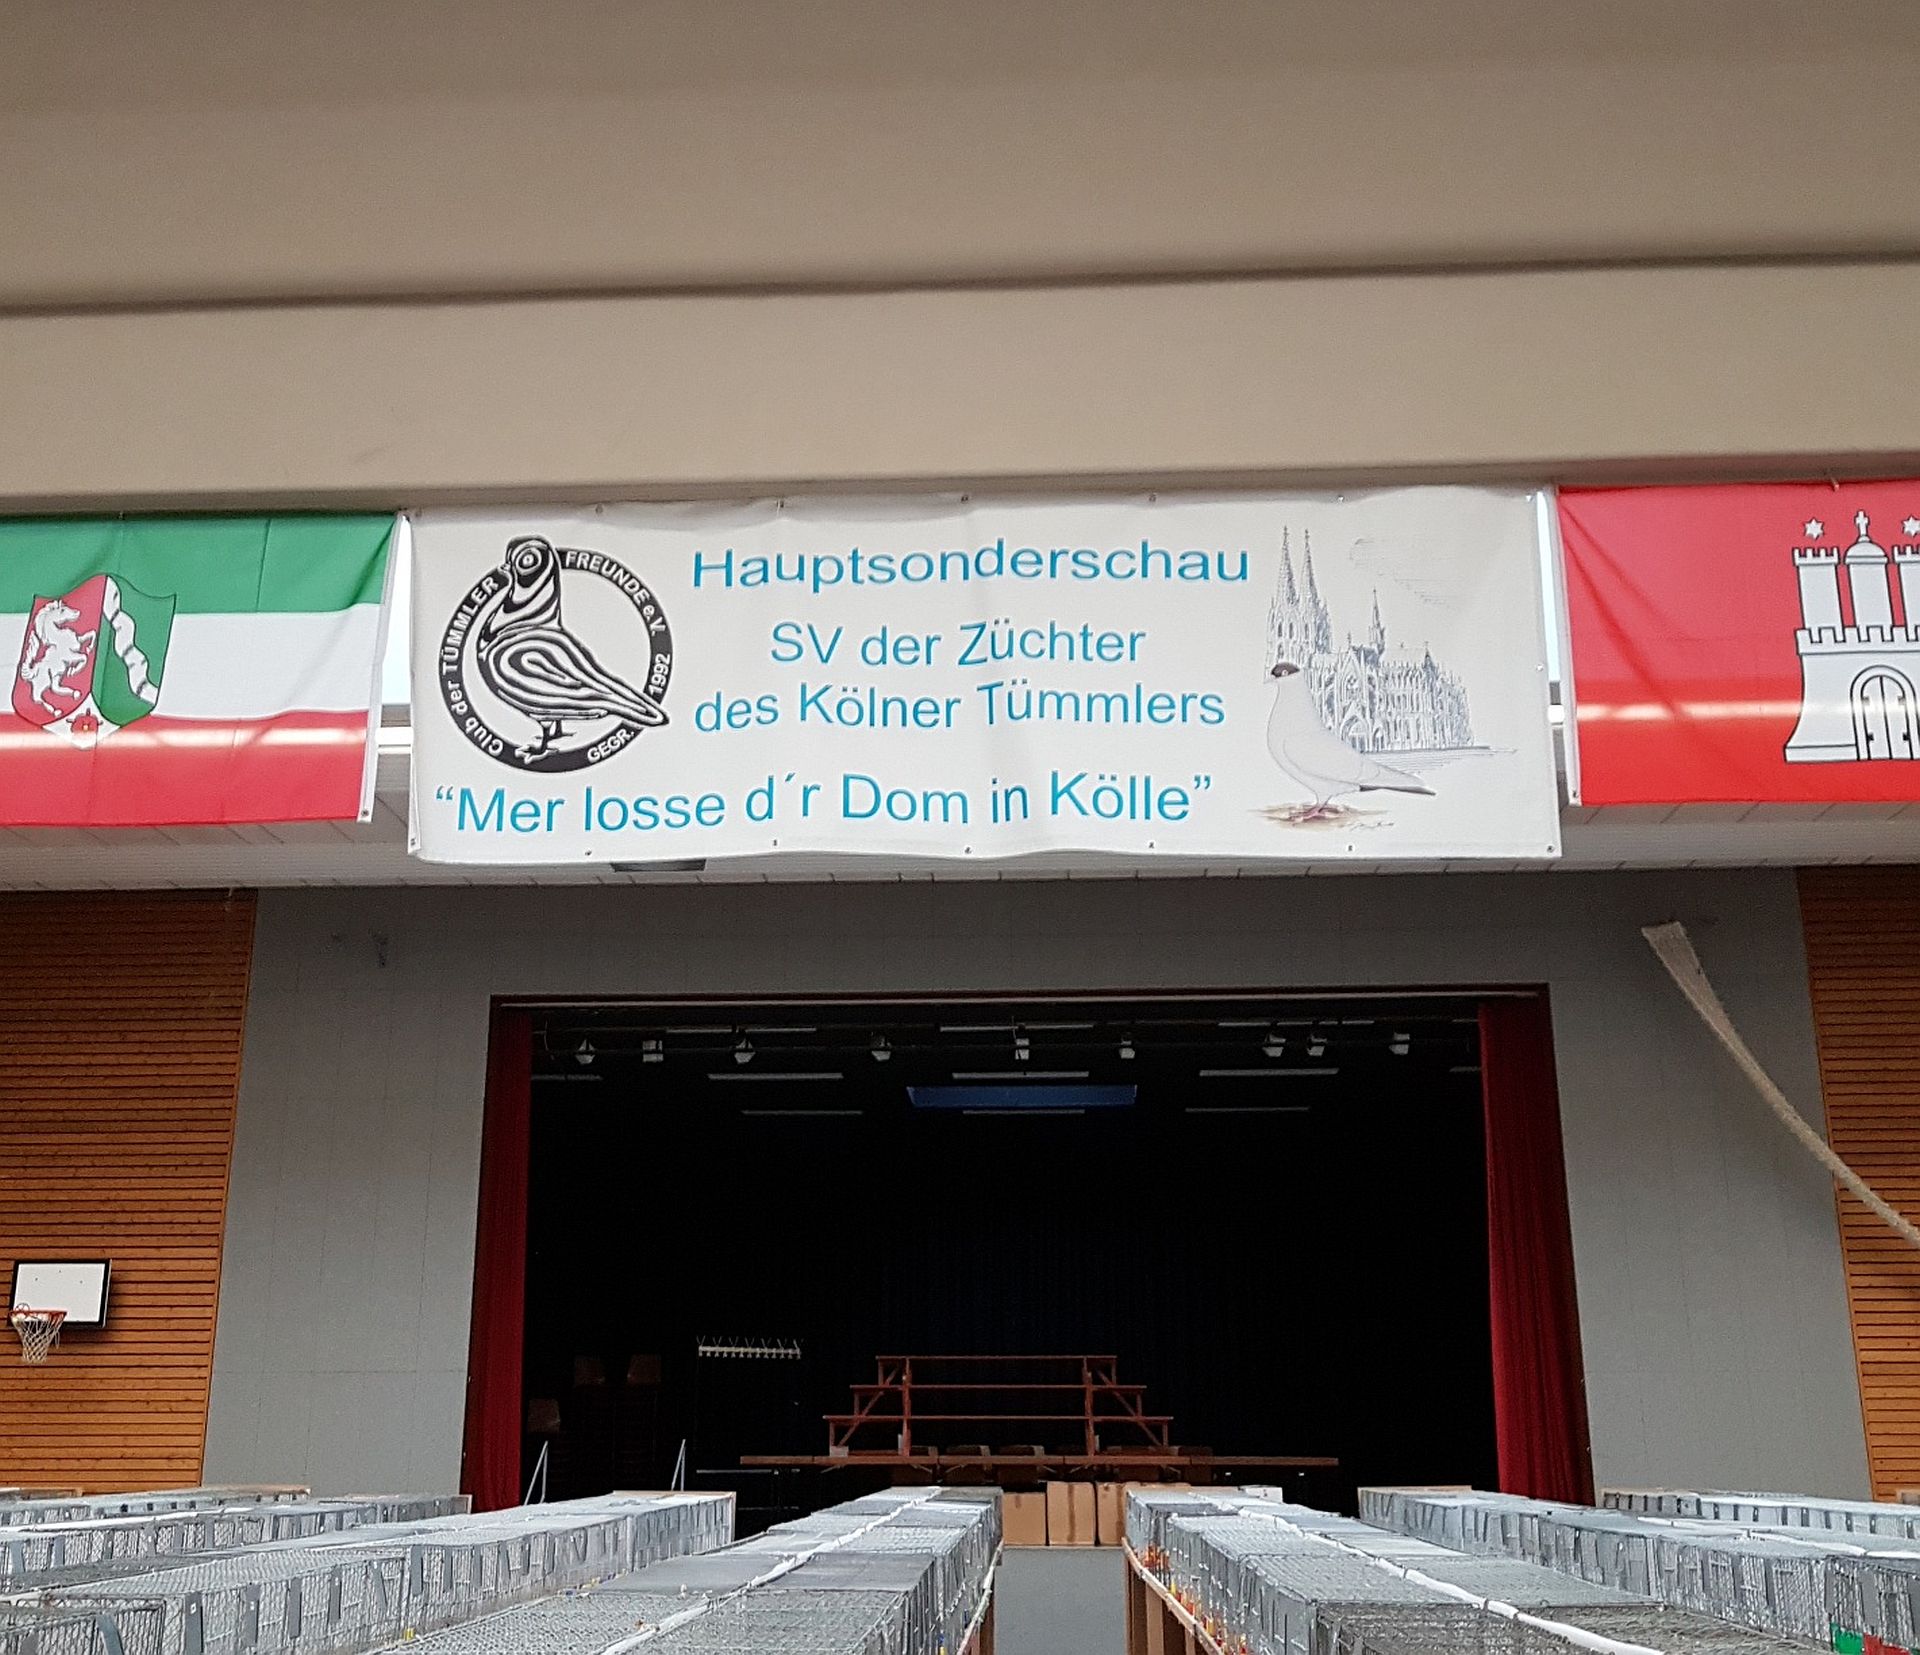 Club der TÜMMLER FREUNDE e.V.
GEGR. 1992
Hauptsonderschau
SV der Züchter
des Kölner Tümmlers
“Mer losse d´r Dom in Kölle”